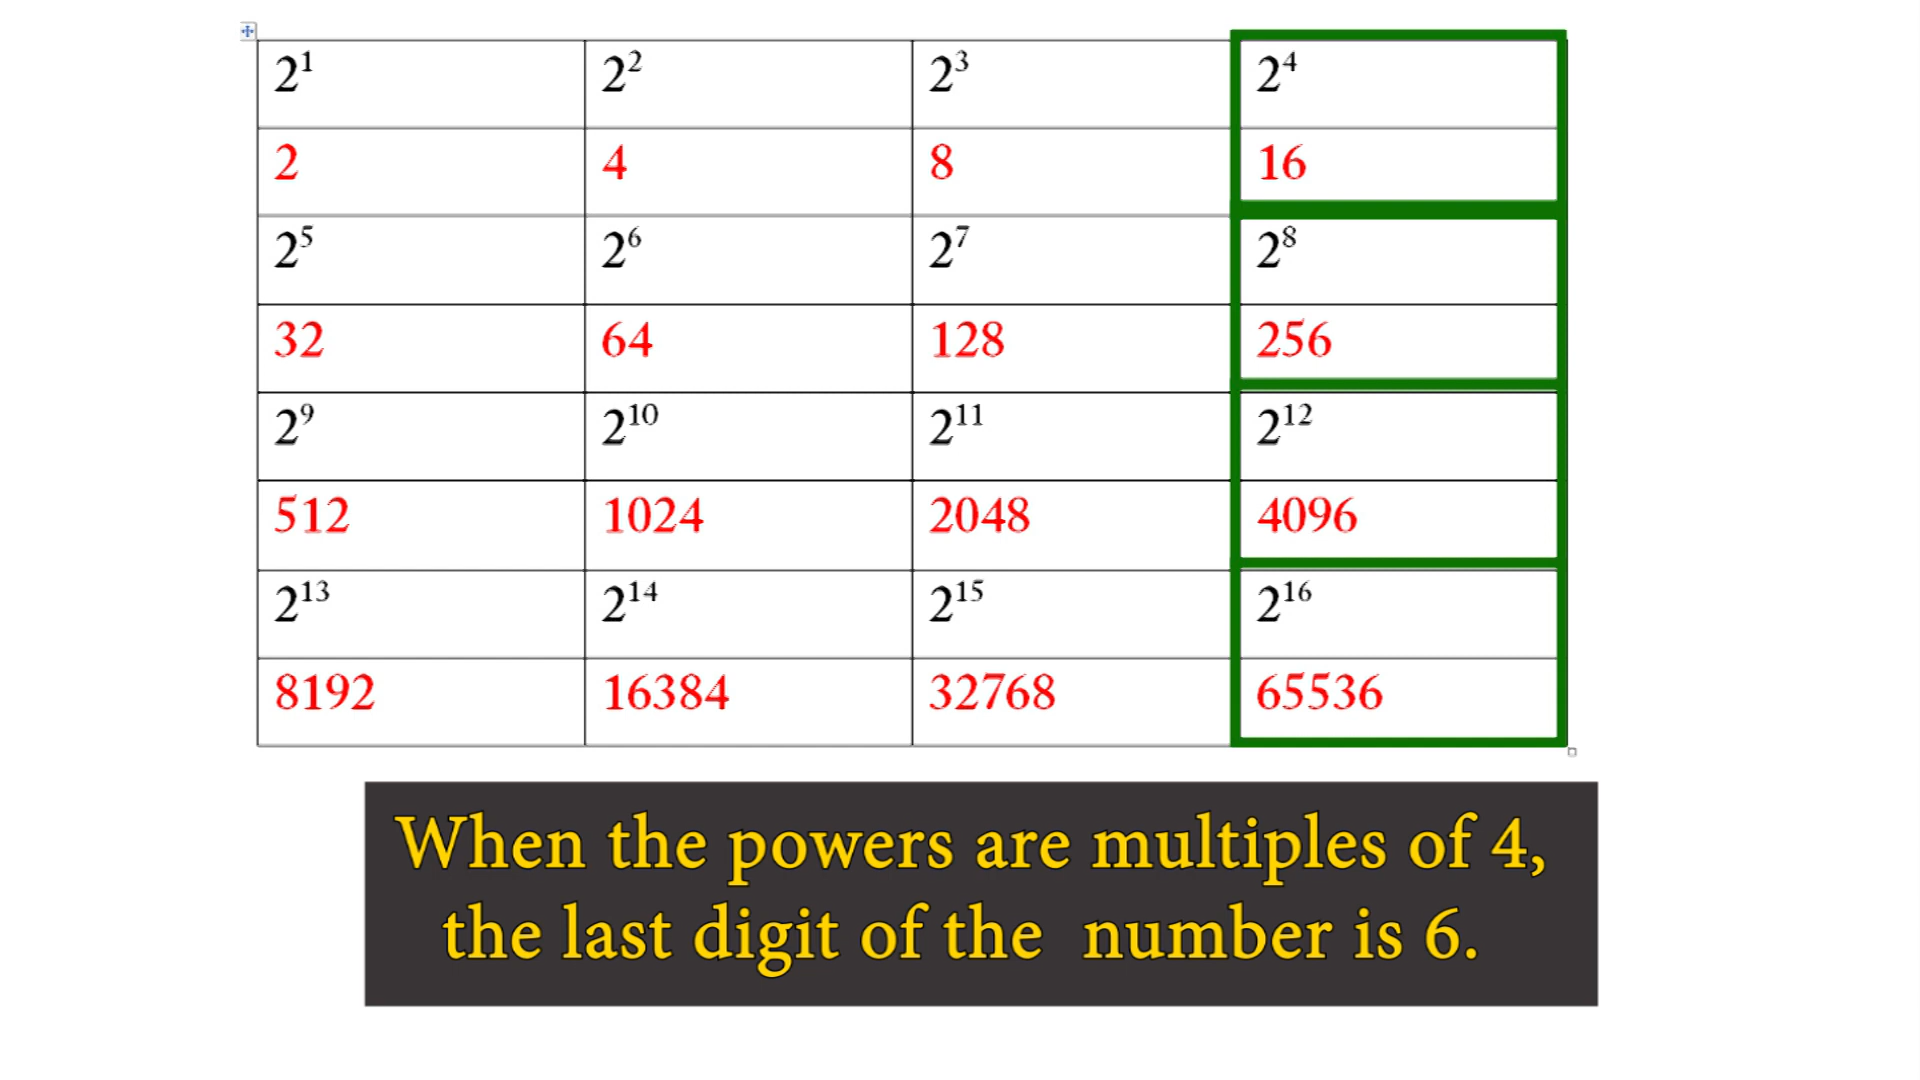 2¹ 2² 2³ 2⁴
2 4 8 16
2⁵ 2⁶ 2⁷ 2⁸
32 64 128 256
2⁹ 2¹⁰ 2¹¹ 2¹²
512 1024 2048 4096
2¹³ 2¹⁴ 2¹⁵ 2¹⁶
8192 16384 32768 65536
When the powers are multiples of 4,
the last digit of the number is 6.